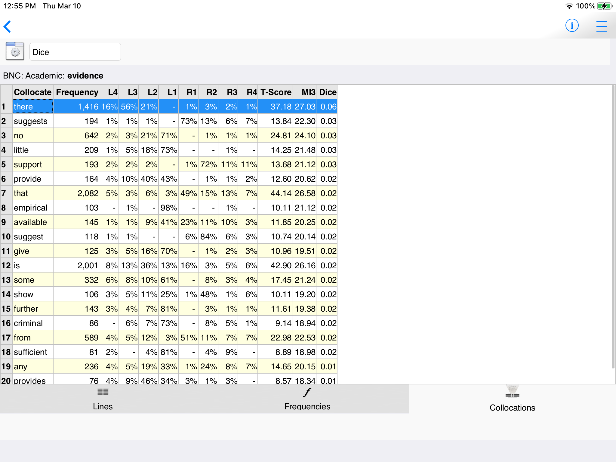 12:55 PM Thu Mar 10 100%
Dice
BNC: Academic: evidence
Collocate Frequency L4 L3 L2 L1 R1 R2 R3 R4 T-Score MI3 Dice
1 there 1,416 16% 56% 21% - 1% 3% 2% 1% 37.18 27.03 0.06
2 suggests 194 1% 1% 1% - 73% 13% 6% 7% 13.84 22.30 0.03
3 no 642 2% 3% 21% 71% - 1% 1% 1% 24.81 24.10 0.03
4 little 209 1% 5% 18% 73% - - 1% - 14.25 21.48 0.03
5 support 193 2% 2% 2% - 1% 72% 11% 11% 13.68 21.12 0.03
6 provide 164 4% 10% 40% 43% - 1% 1% 2% 12.60 20.62 0.02
7 that 2,082 5% 3% 6% 3% 49% 15% 13% 7% 44.14 26.58 0.02
8 empirical 103 - 1% - 98% - - 1% - 10.11 21.12 0.02
9 available 145 1% 1% 9% 41% 23% 11% 10% 3% 11.85 20.25 0.02
10 suggest 118 1% 1% - - 6% 84% 6% 3% 10.74 20.14 0.02
11 give 125 3% 5% 16% 70% - 1% 2% 3% 10.96 19.51 0.02
12 is 2,001 8% 13% 36% 13% 16% 3% 5% 6% 42.90 26.16 0.02
13 some 332 6% 8% 10% 61% - 8% 3% 4% 17.45 21.24 0.02
14 show 106 3% 5% 11% 25% 1% 48% 1% 6% 10.11 19.20 0.02
15 further 143 3% 4% 7% 81% - 3% 1% 1% 11.61 19.38 0.02
16 criminal 86 - 6% 7% 73% - 8% 5% 1% 9.14 18.94 0.02
17 from 589 4% 5% 12% 3% 51% 11% 7% 7% 22.98 22.53 0.02
18 sufficient 81 2% - 4% 81% - 4% 9% - 8.89 18.98 0.02
19 any 236 4% 5% 19% 33% 1% 24% 8% 7% 14.65 20.15 0.01
20 provides 76 4% 9% 46% 34% 3% 1% 3% - 8.57 18.34 0.01
Lines Frequencies Collocations